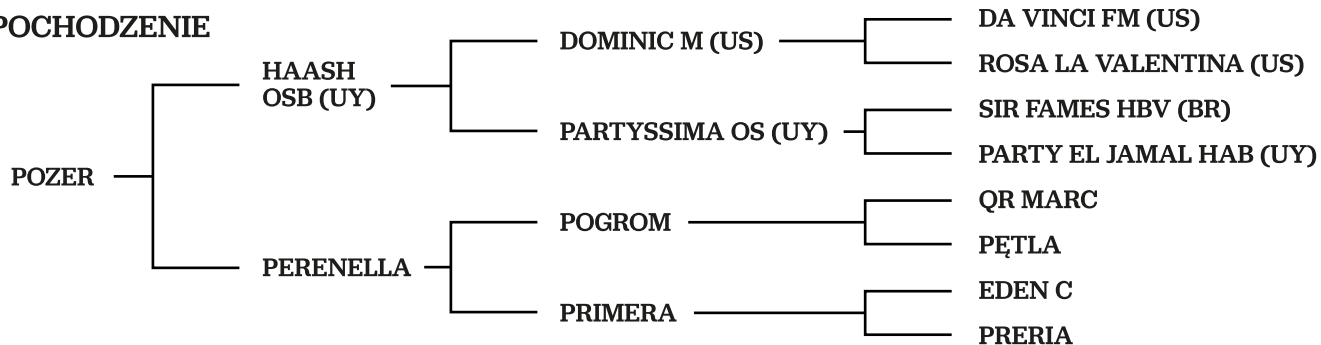 POCHODZENIE
POZER
HAASH
OSB (UY)
PERENELLA
DOMINIC M (US)
PARTYSSIMA OS (UY)
POGROM
PRIMERA
DA VINCI FM (US)
ROSA LA VALENTINA (US)
SIR FAMES HBV (BR)
PARTY EL JAMAL HAB (UY)
QR MARC
PĘTLA
EDEN C
PRERIA